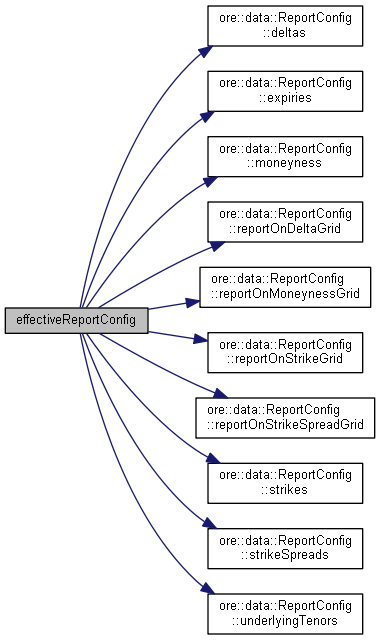 ore::data::ReportConfig
::deltas
ore::data::ReportConfig
::expiries
ore::data::ReportConfig
::moneyness
ore::data::ReportConfig
::reportOnDeltaGrid
ore::data::ReportConfig
::reportOnMoneynessGrid
effectiveReportConfig
ore::data::ReportConfig
::reportOnStrikeGrid
ore::data::ReportConfig
::reportOnStrikeSpreadGrid
ore::data::ReportConfig
::strikes
ore::data::ReportConfig
::strikeSpreads
ore::data::ReportConfig
::underlyingTenors